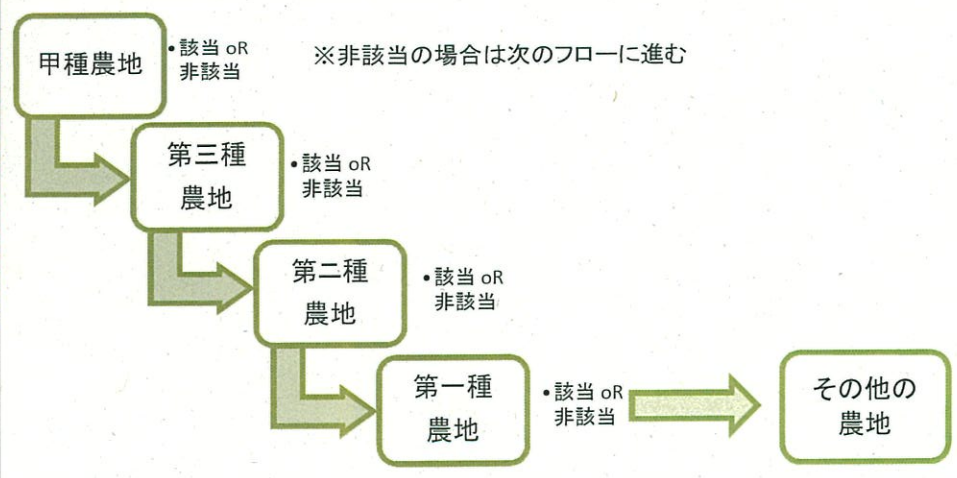 甲種農地
•該当 oR
非該当
※非該当の場合は次のフローに進む
第三種
農地
•該当 oR
非該当
第二種
農地
•該当 oR
非該当
第一種
農地
•該当 oR
非該当
その他の
農地